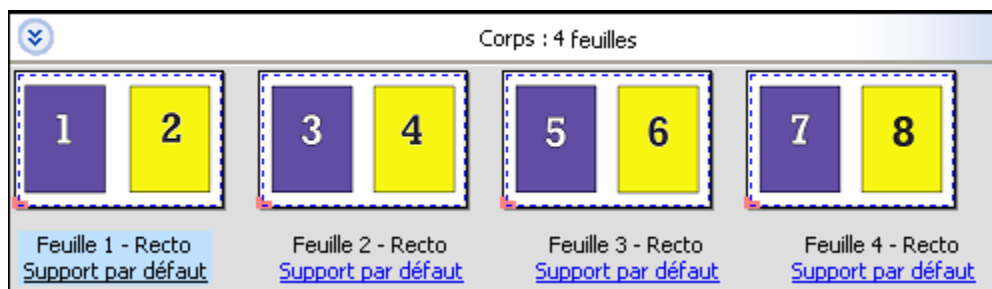 Corps : 4 feuilles
1 2 3 4 5 6 7 8
Feuille 1 - Recto Feuille 2 - Recto Feuille 3 - Recto Feuille 4 - Recto
Support par défaut Support par défaut Support par défaut Support par défaut